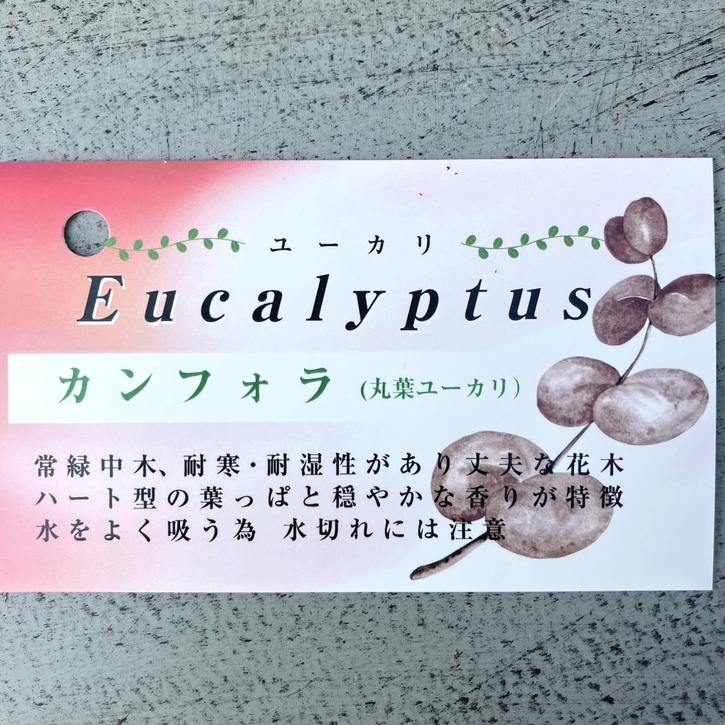 ユーカリ
Eucalyptus
カンフォラ (丸葉ユーカリ)
常緑中木、耐寒・耐湿性があり丈夫な花木
ハート型の葉っぱと穏やかな香りが特徴
水をよく吸う為 水切れには注意